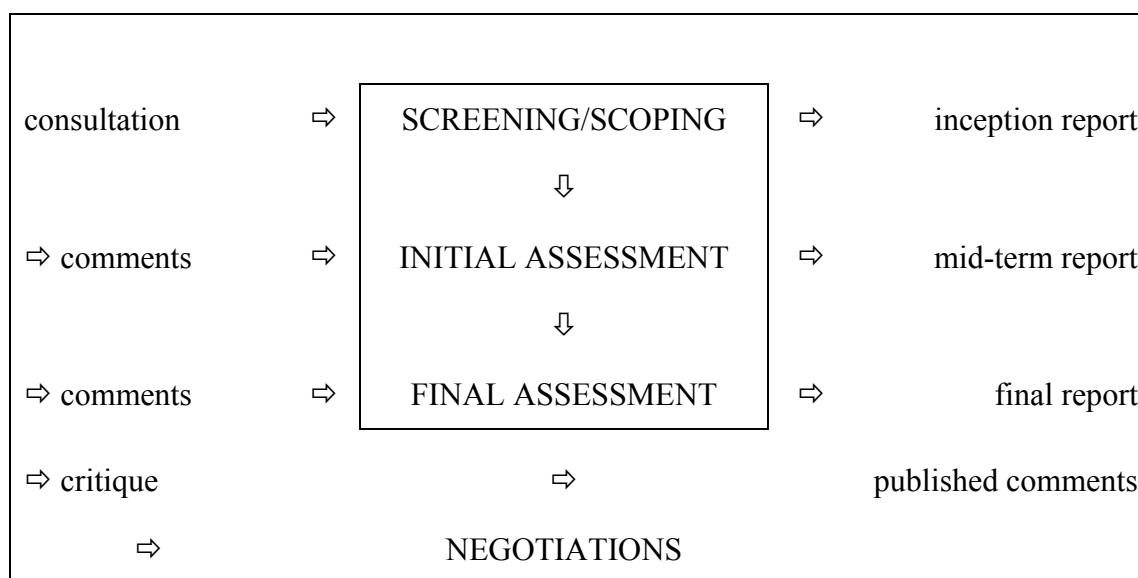 consultation ⇨ SCREENING/SCOPING ⇨ inception report
⇩
⇨ comments ⇨ INITIAL ASSESSMENT ⇨ mid-term report
⇩
⇨ comments ⇨ FINAL ASSESSMENT ⇨ final report
⇨ critique ⇨ published comments
⇨ NEGOTIATIONS